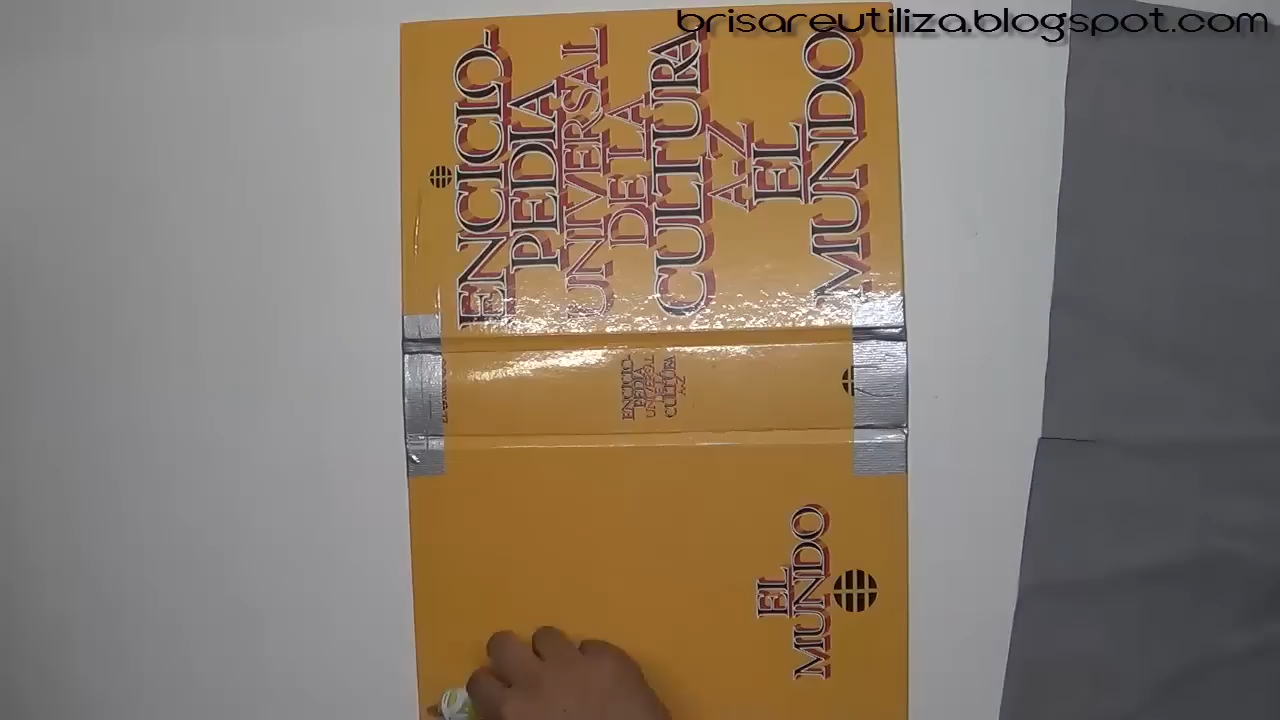 brisareutiliza.blogspot.com
ENCICLO-
PEDIA
UNIVERSAL
DE LA
CULTURA
A-Z
EL
MUNDO
ENCICLO-
PEDIA
UNIVERSAL
DE LA
CULTURA
A-Z
EL
MUNDO